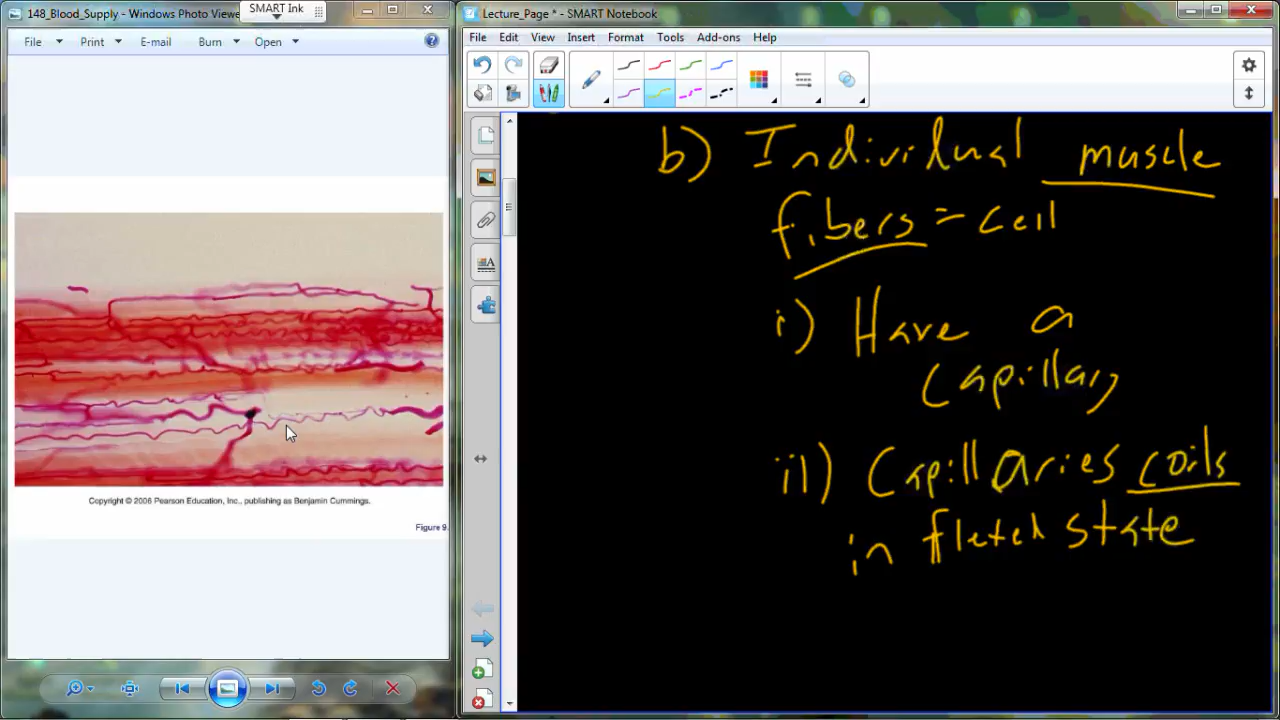 148_Blood_Supply - Windows Photo Viewe
SMART Ink
File Print E-mail Burn Open
Copyright © 2006 Pearson Education, Inc., publishing as Benjamin Cummings.
Figure 9.
Lecture_Page * - SMART Notebook
File Edit View Insert Format Tools Add-ons Help
b) Individual muscle
fibers = cell
i) Have a
Capillary
ii) Capillaries coils
in flexed state